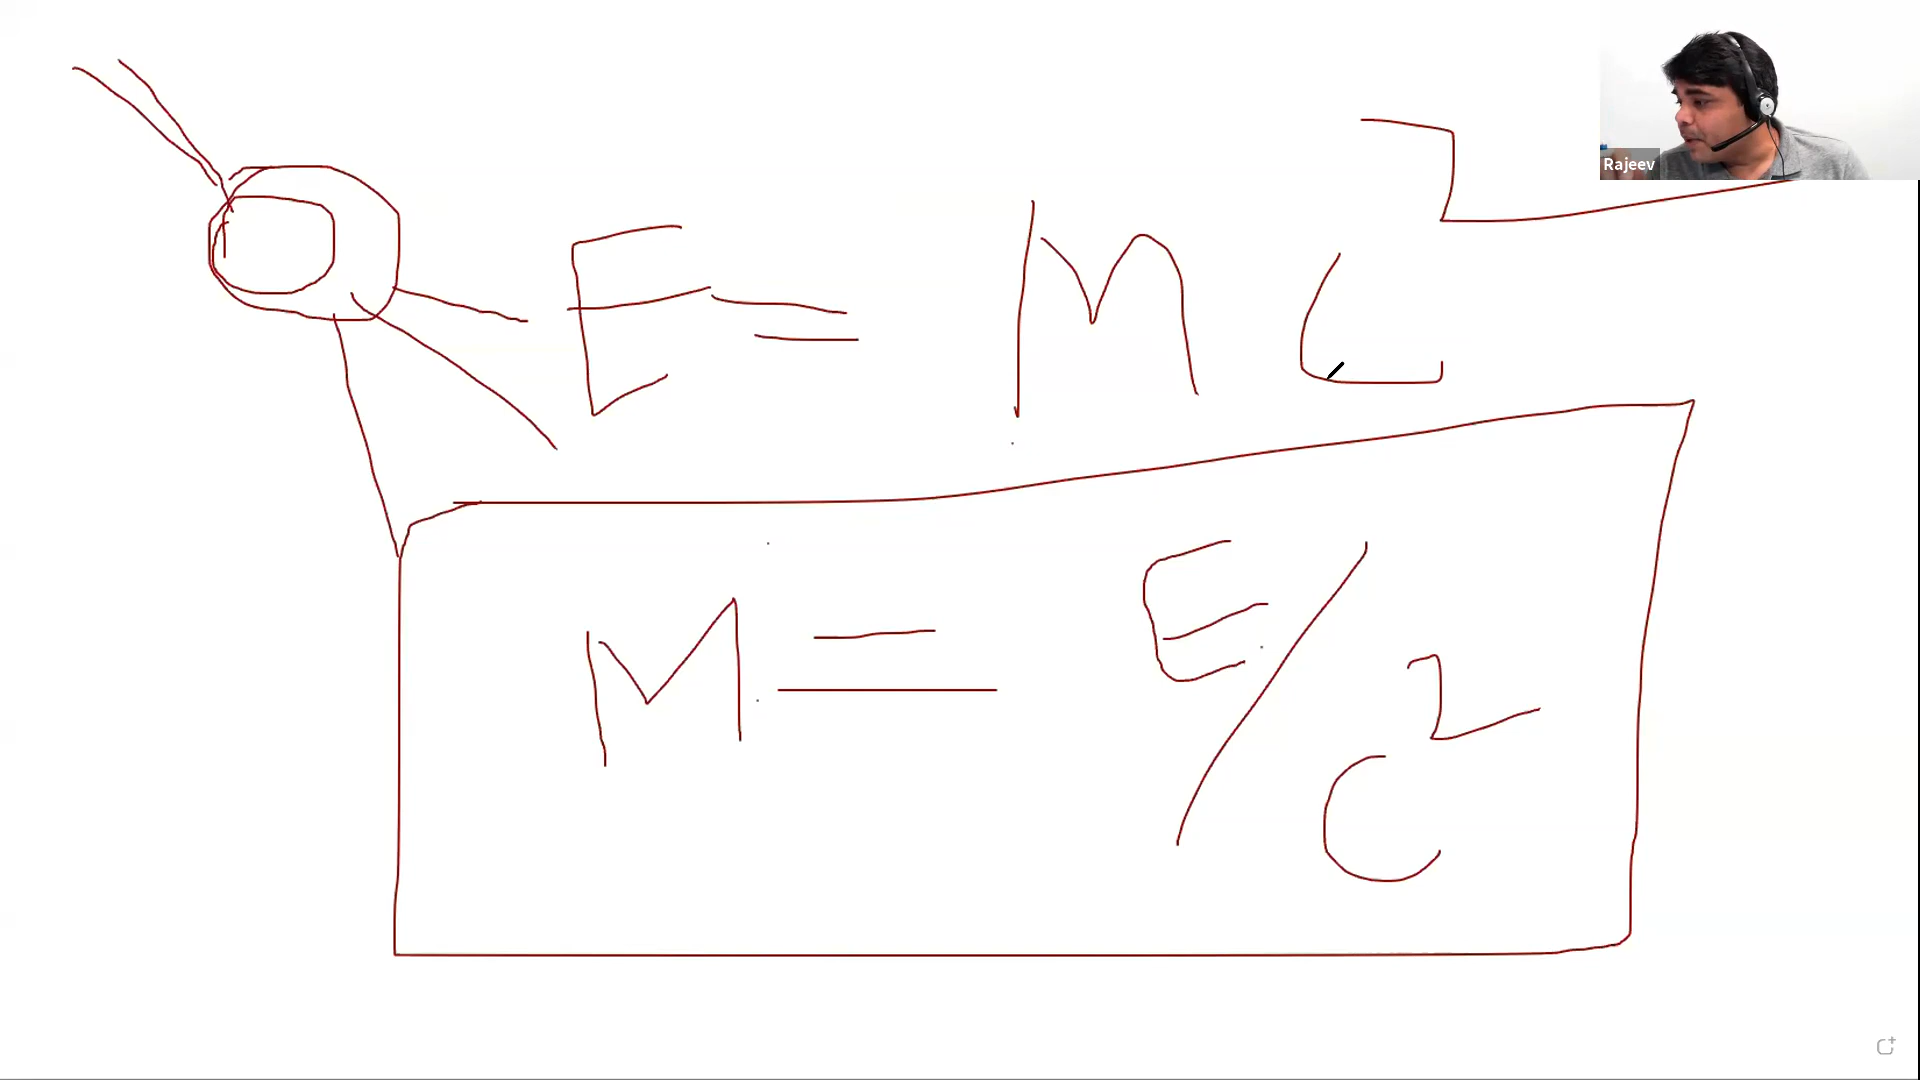 Rajeev
E = MC²
M = E/C²